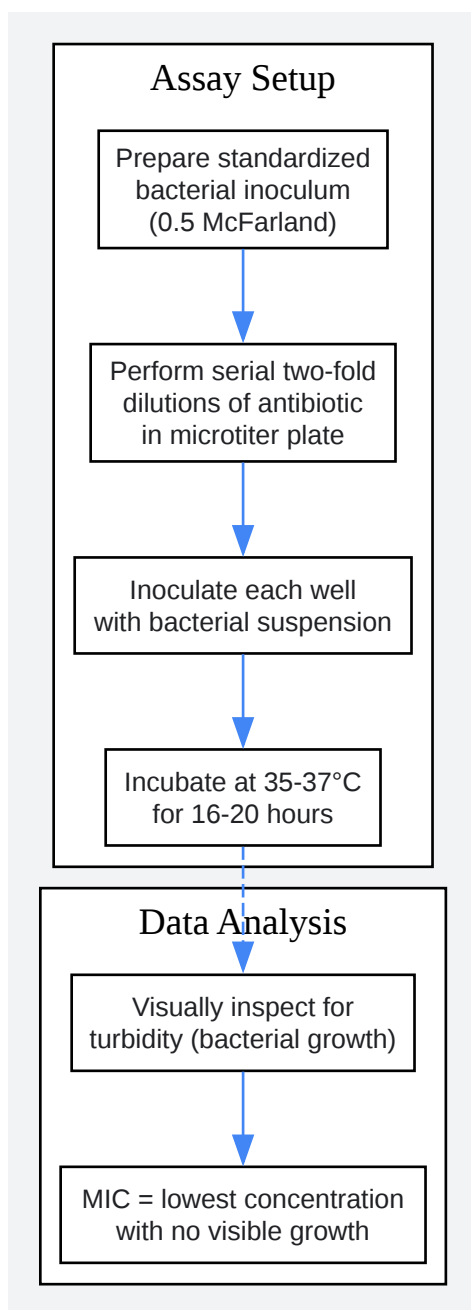 Assay Setup
Prepare standardized
bacterial inoculum
(0.5 McFarland)
Perform serial two-fold
dilutions of antibiotic
in microtiter plate
Inoculate each well
with bacterial suspension
Incubate at 35-37°C
for 16-20 hours
Data Analysis
Visually inspect for
turbidity (bacterial growth)
MIC = lowest concentration
with no visible growth